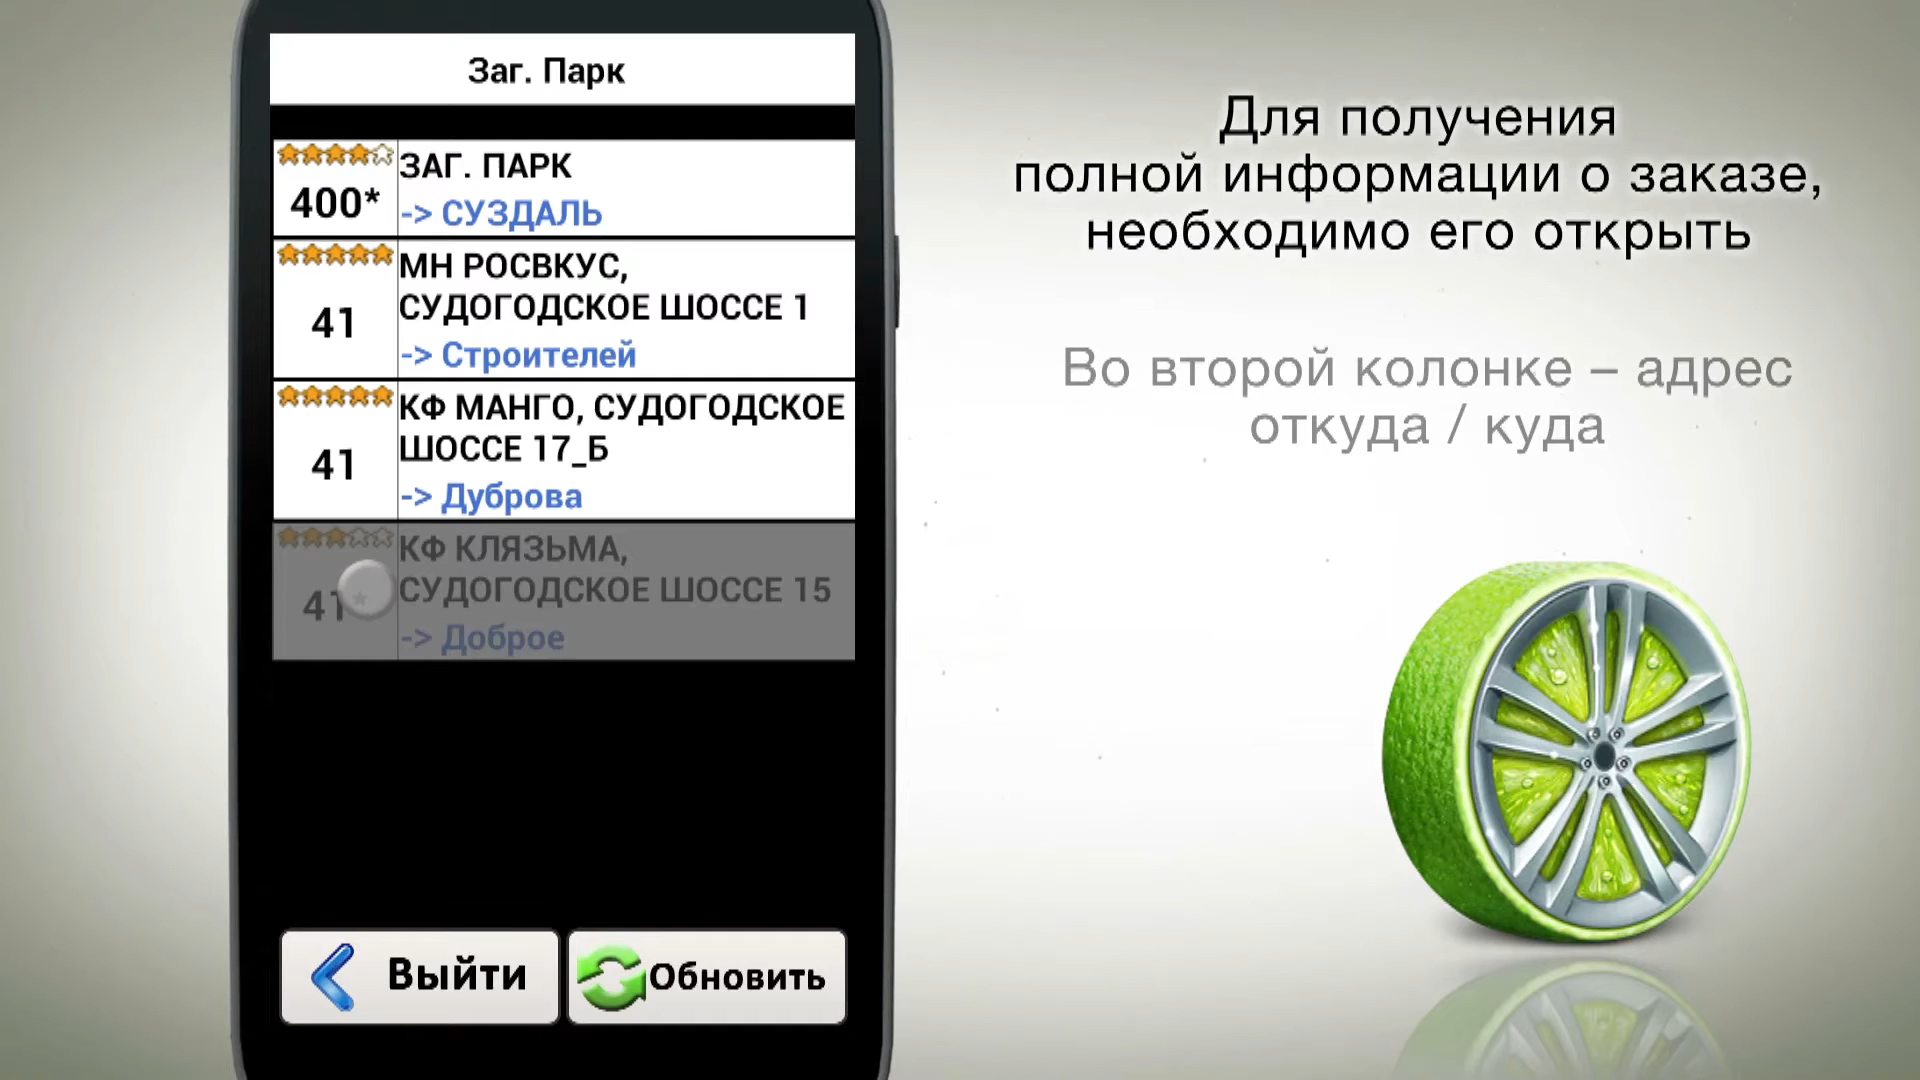 Заг. Парк
ЗАГ. ПАРК
400*
-> СУЗДАЛЬ
МН РОСВКУС,
СУДОГОДСКОЕ ШОССЕ 1
41
-> Строителей
КФ МАНГО, СУДОГОДСКОЕ
ШОССЕ 17_Б
41
-> Дуброва
КФ КЛЯЗЬМА,
СУДОГОДСКОЕ ШОССЕ 15
41*
-> Доброе
Выйти
Обновить
Для получения
полной информации о заказе,
необходимо его открыть
Во второй колонке – адрес
откуда / куда